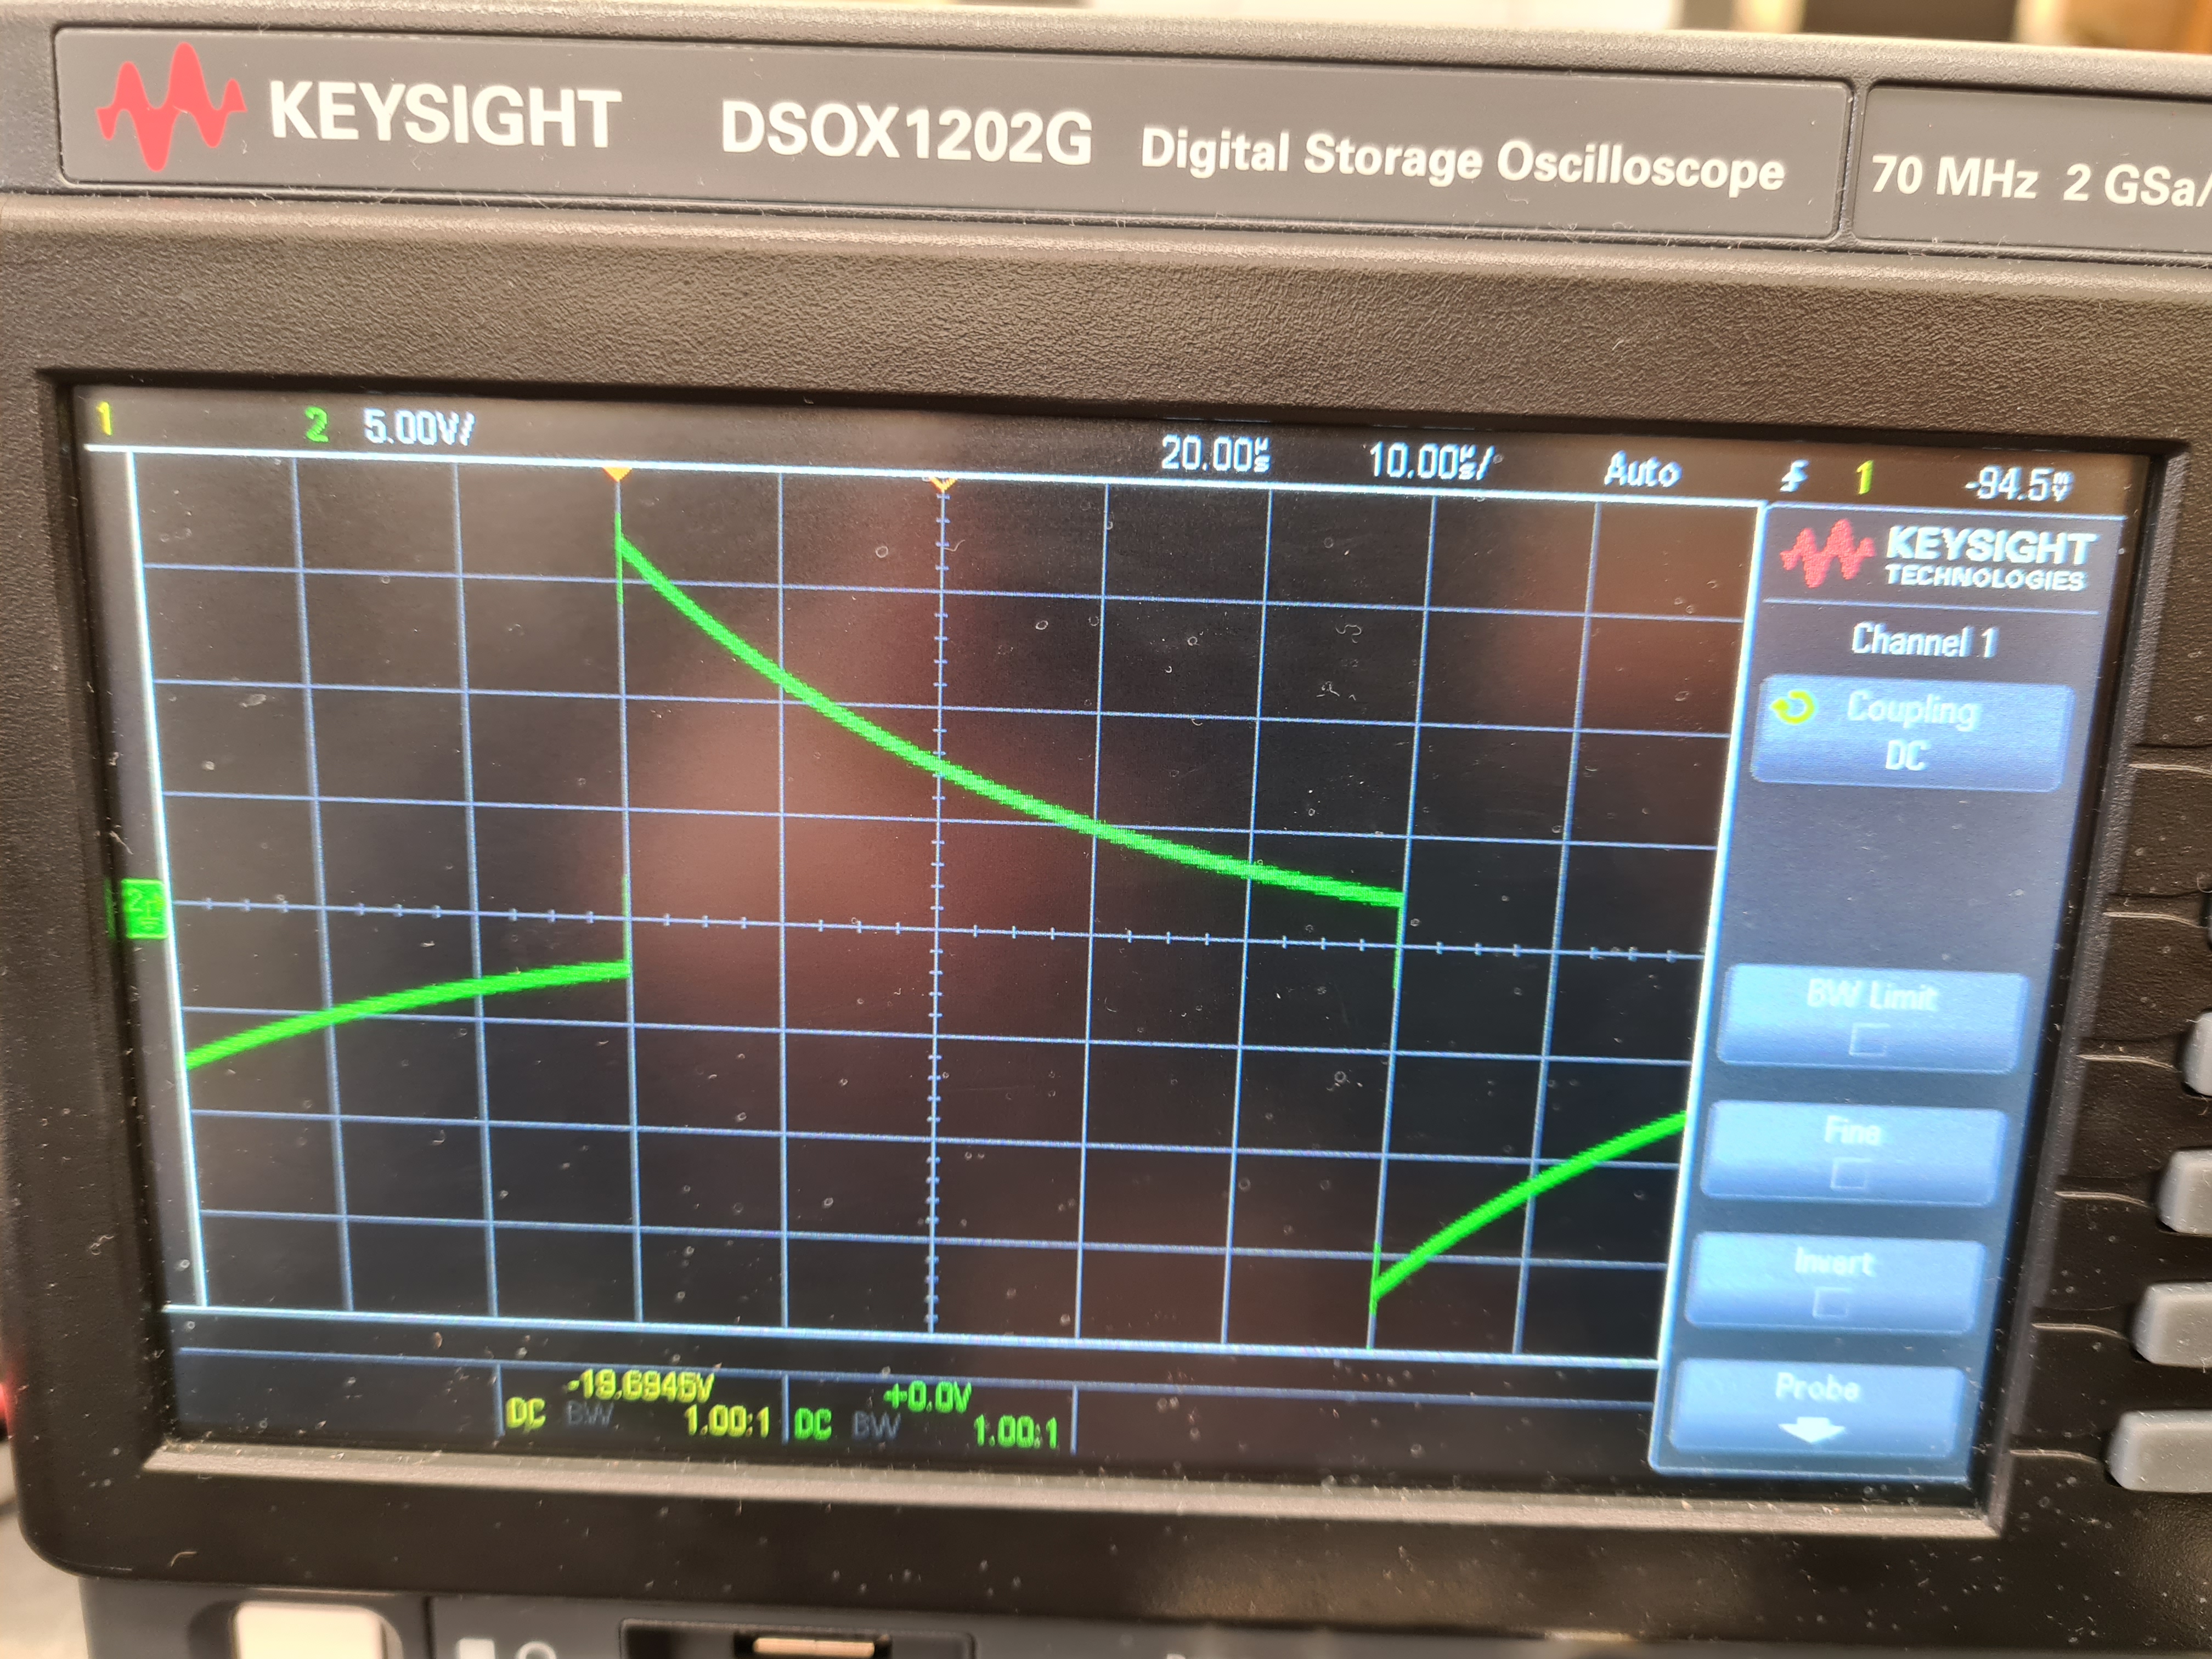 KEYSIGHT DSOX1202G Digital Storage Oscilloscope 70 MHz 2 GSa/
1 2 5.00V/ 20.00µs 10.00µs/ Auto 1 -94.5mV
KEYSIGHT
TECHNOLOGIES
Channel 1
Coupling
DC
2
BW Limit
Fine
Invert
Probe
-19.6945V +0.0V
DC BW 1.00:1 DC BW 1.00:1